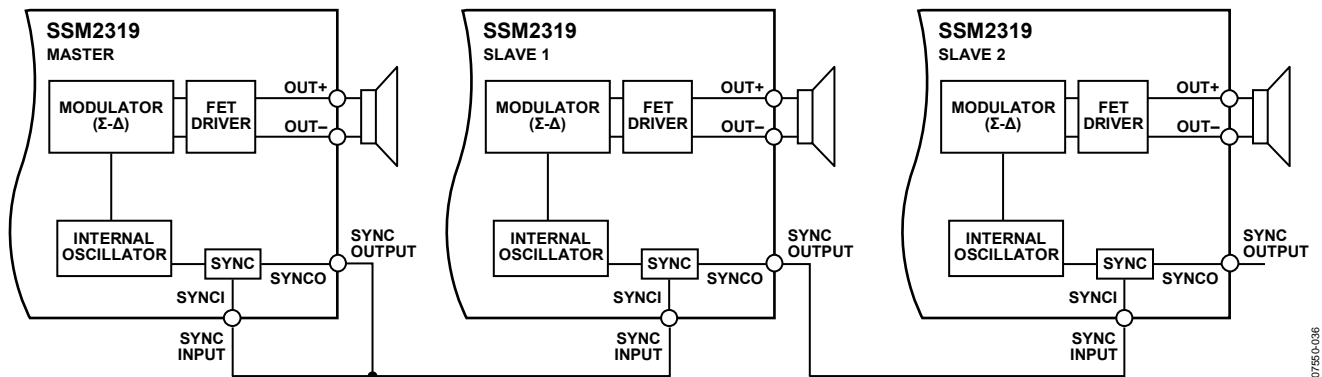 SSM2319
MASTER
MODULATOR
(Σ-Δ)
FET
DRIVER
OUT+
OUT–
INTERNAL
OSCILLATOR
SYNC
SYNCO
SYNCI
SYNC
OUTPUT
SYNC
INPUT
SSM2319
SLAVE 1
MODULATOR
(Σ-Δ)
FET
DRIVER
OUT+
OUT–
INTERNAL
OSCILLATOR
SYNC
SYNCO
SYNCI
SYNC
OUTPUT
SYNC
INPUT
SSM2319
SLAVE 2
MODULATOR
(Σ-Δ)
FET
DRIVER
OUT+
OUT–
INTERNAL
OSCILLATOR
SYNC
SYNCO
SYNCI
SYNC
OUTPUT
SYNC
INPUT
07550-036